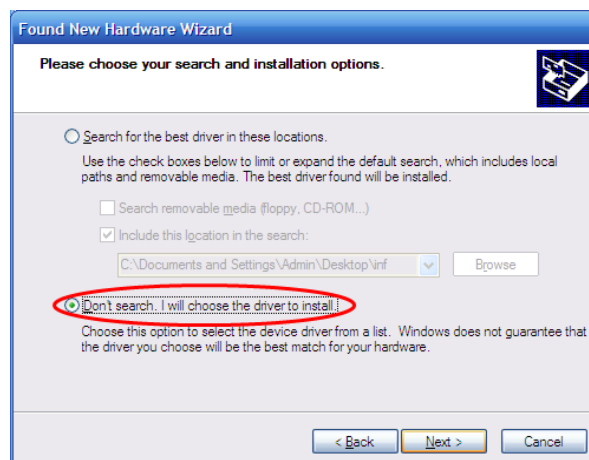 Found New Hardware Wizard
Please choose your search and installation options.
Search for the best driver in these locations.
Use the check boxes below to limit or expand the default search, which includes local
paths and removable media. The best driver found will be installed.
Search removable media (floppy, CD-ROM...)
Include this location in the search:
C:\Documents and Settings\Admin\Desktop\inf
Browse
Don't search. I will choose the driver to install.
Choose this option to select the device driver from a list. Windows does not guarantee that
the driver you choose will be the best match for your hardware.
< Back
Next >
Cancel